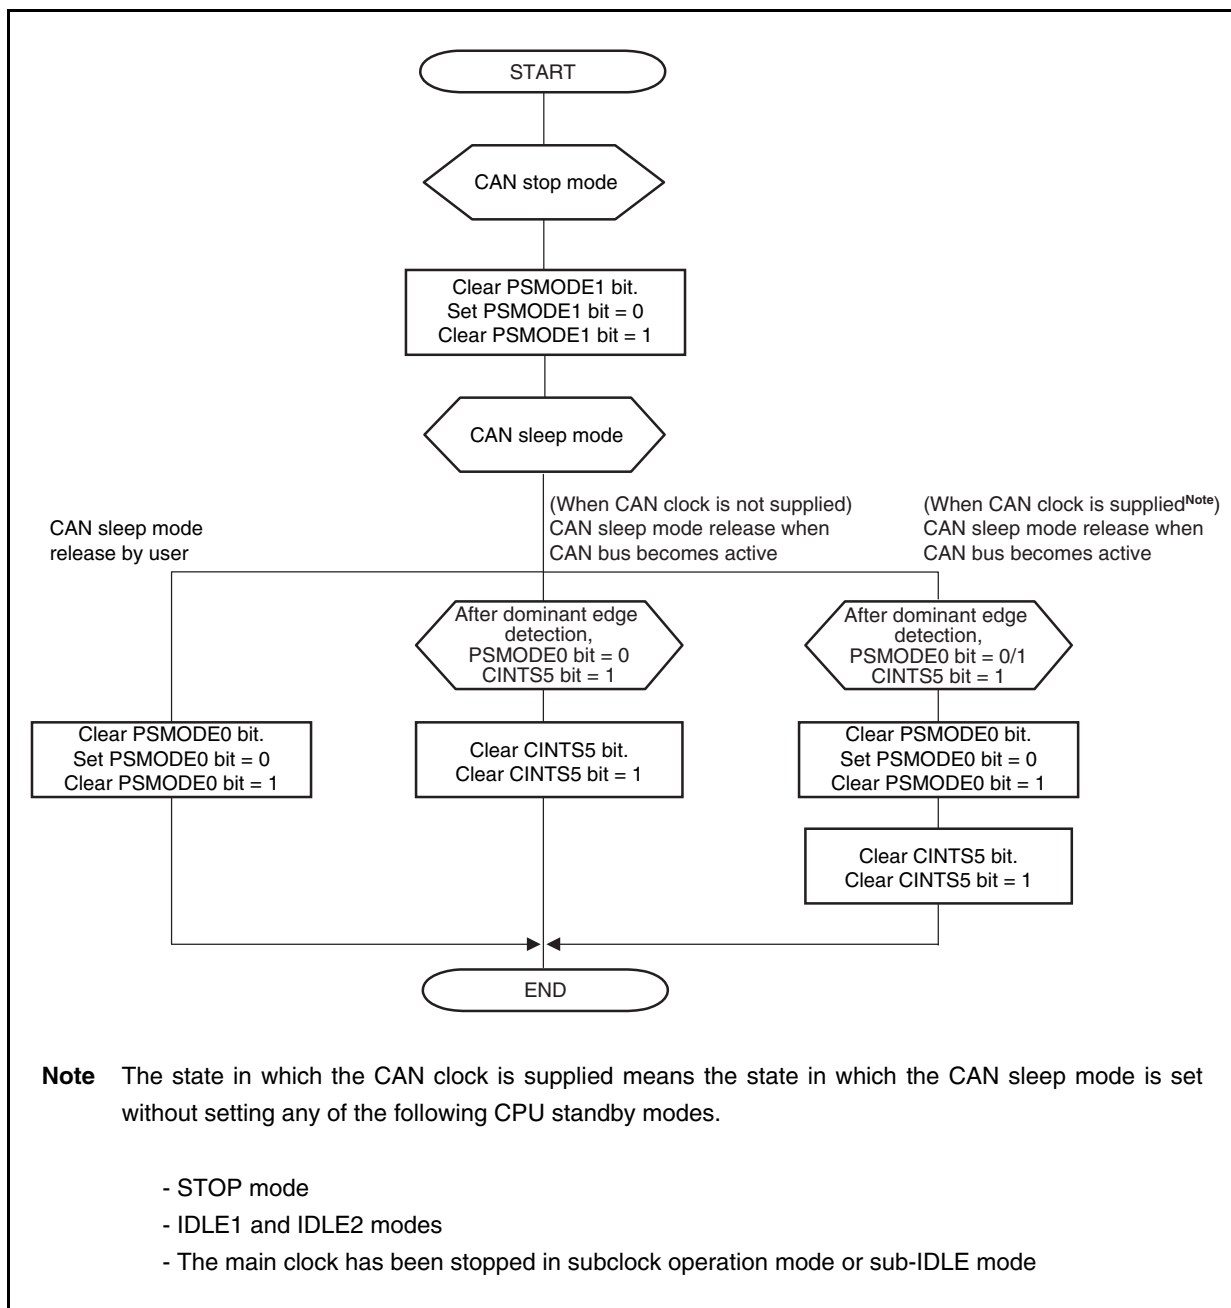 START
CAN stop mode
Clear PSMODE1 bit.
Set PSMODE1 bit = 0
Clear PSMODE1 bit = 1
CAN sleep mode
CAN sleep mode
release by user
(When CAN clock is not supplied)
CAN sleep mode release when
CAN bus becomes active
(When CAN clock is supplied^Note)
CAN sleep mode release when
CAN bus becomes active
After dominant edge
detection,
PSMODE0 bit = 0
CINTS5 bit = 1
After dominant edge
detection,
PSMODE0 bit = 0/1
CINTS5 bit = 1
Clear PSMODE0 bit.
Set PSMODE0 bit = 0
Clear PSMODE0 bit = 1
Clear CINTS5 bit.
Clear CINTS5 bit = 1
Clear PSMODE0 bit.
Set PSMODE0 bit = 0
Clear PSMODE0 bit = 1
Clear CINTS5 bit.
Clear CINTS5 bit = 1
END
Note The state in which the CAN clock is supplied means the state in which the CAN sleep mode is set
without setting any of the following CPU standby modes.
- STOP mode
- IDLE1 and IDLE2 modes
- The main clock has been stopped in subclock operation mode or sub-IDLE mode